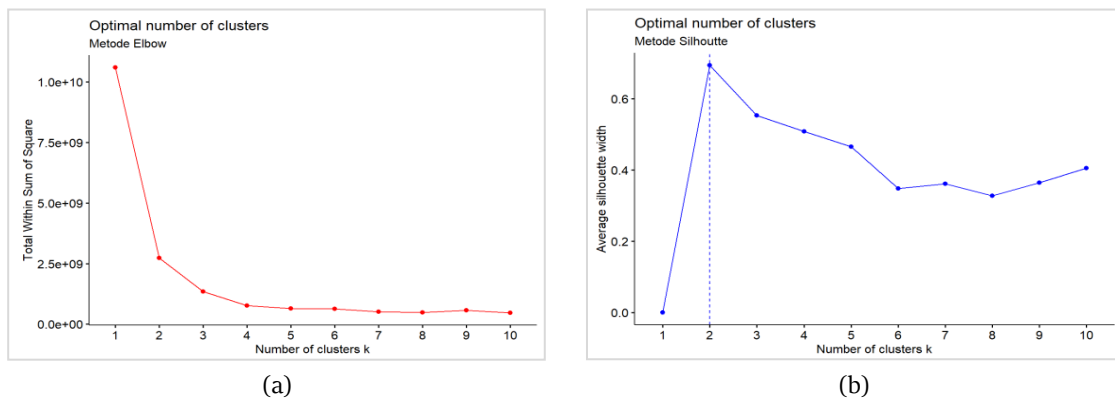 Optimal number of clusters
Metode Elbow
Total Within Sum of Square
1.0e+10
7.5e+09
5.0e+09
2.5e+09
0.0e+00
1 2 3 4 5 6 7 8 9 10
Number of clusters k
(a)
Optimal number of clusters
Metode Silhoutte
Average silhouette width
0.6
0.4
0.2
0.0
1 2 3 4 5 6 7 8 9 10
Number of clusters k
(b)